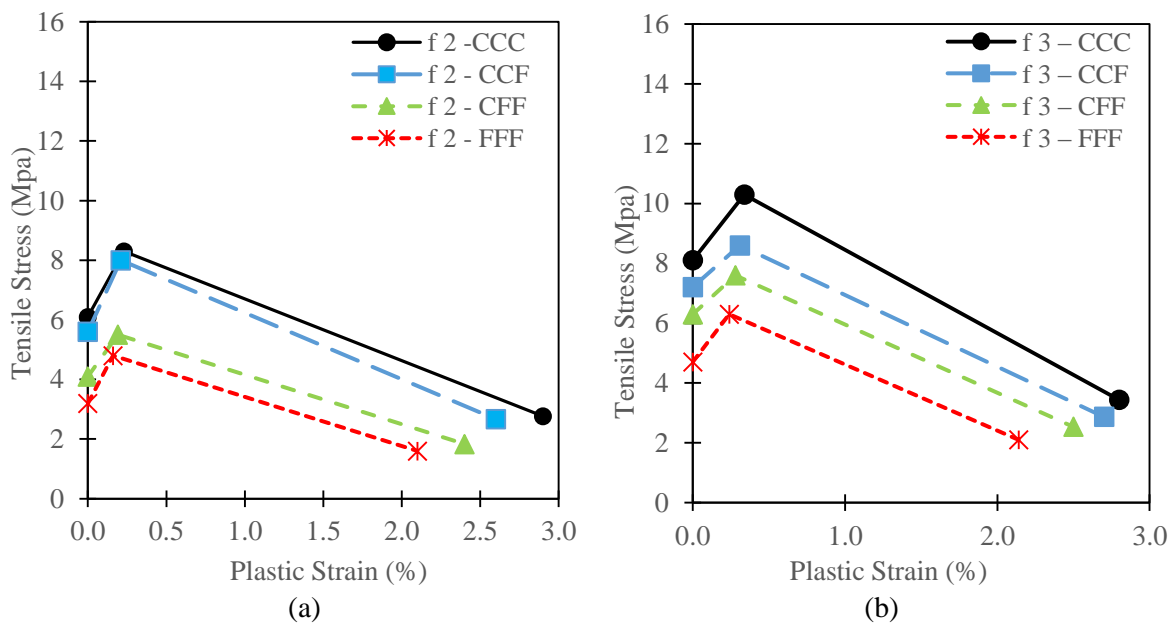 16
14
12
10
8
6
4
2
0
Tensile Stress (Mpa)
0.0 0.5 1.0 1.5 2.0 2.5 3.0
Plastic Strain (%)
f 2 -CCC
f 2 - CCF
f 2 - CFF
f 2 - FFF
(a)
16
14
12
10
8
6
4
2
0
Tensile Stress (Mpa)
0.0 1.0 2.0 3.0
Plastic Strain (%)
f 3 – CCC
f 3 – CCF
f 3 – CFF
f 3 – FFF
(b)